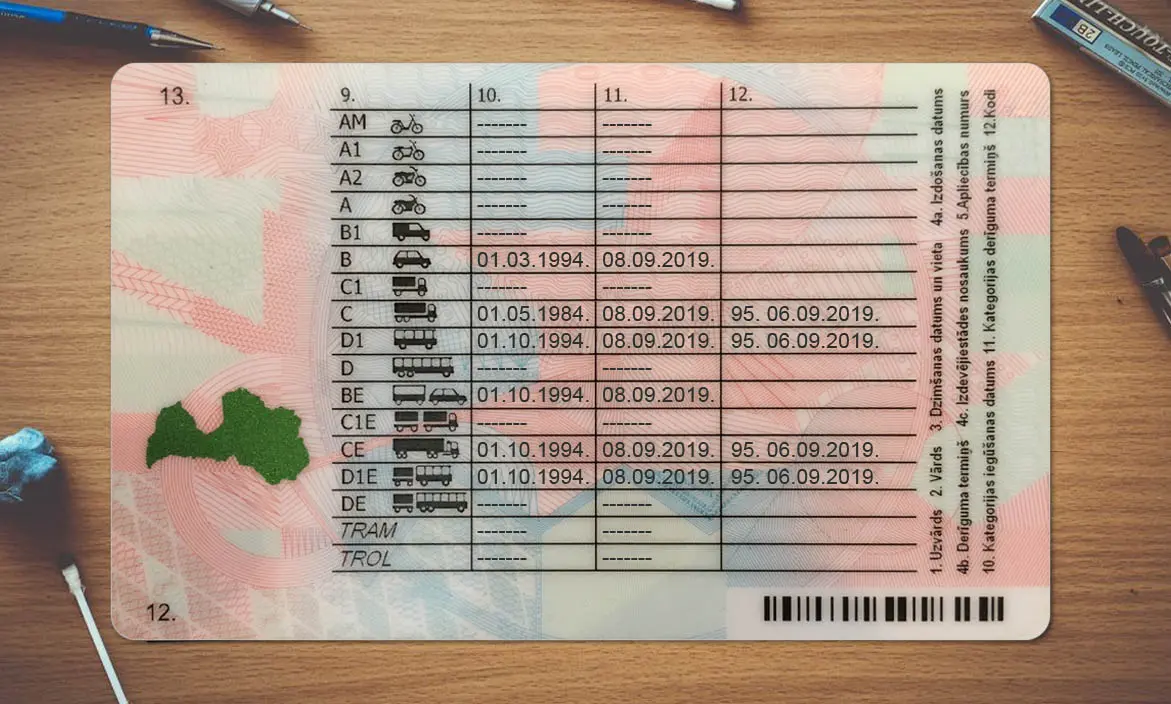 13.
9. 10. 11. 12.
AM ------- -------
A1 ------- -------
A2 ------- -------
A ------- -------
B1 ------- -------
B 01.03.1994. 08.09.2019.
C1 ------- -------
C 01.05.1984. 08.09.2019. 95. 06.09.2019.
D1 01.10.1994. 08.09.2019. 95. 06.09.2019.
D ------- -------
BE 01.10.1994. 08.09.2019.
C1E ------- -------
CE 01.10.1994. 08.09.2019. 95. 06.09.2019.
D1E 01.10.1994. 08.09.2019. 95. 06.09.2019.
DE ------- -------
TRAM ------- -------
TROL ------- -------
12.
1. Uzvārds 2. Vārds 3. Dzimšanas datums un vieta 4a. Izdošanas datums
4b. Derīguma termiņš 4c. Izdevējiestādes nosaukums 5.Apliecības numurs
10. Kategorijas iegūšanas datums 11. Kategorijas derīguma termiņš 12.Kodi
2B